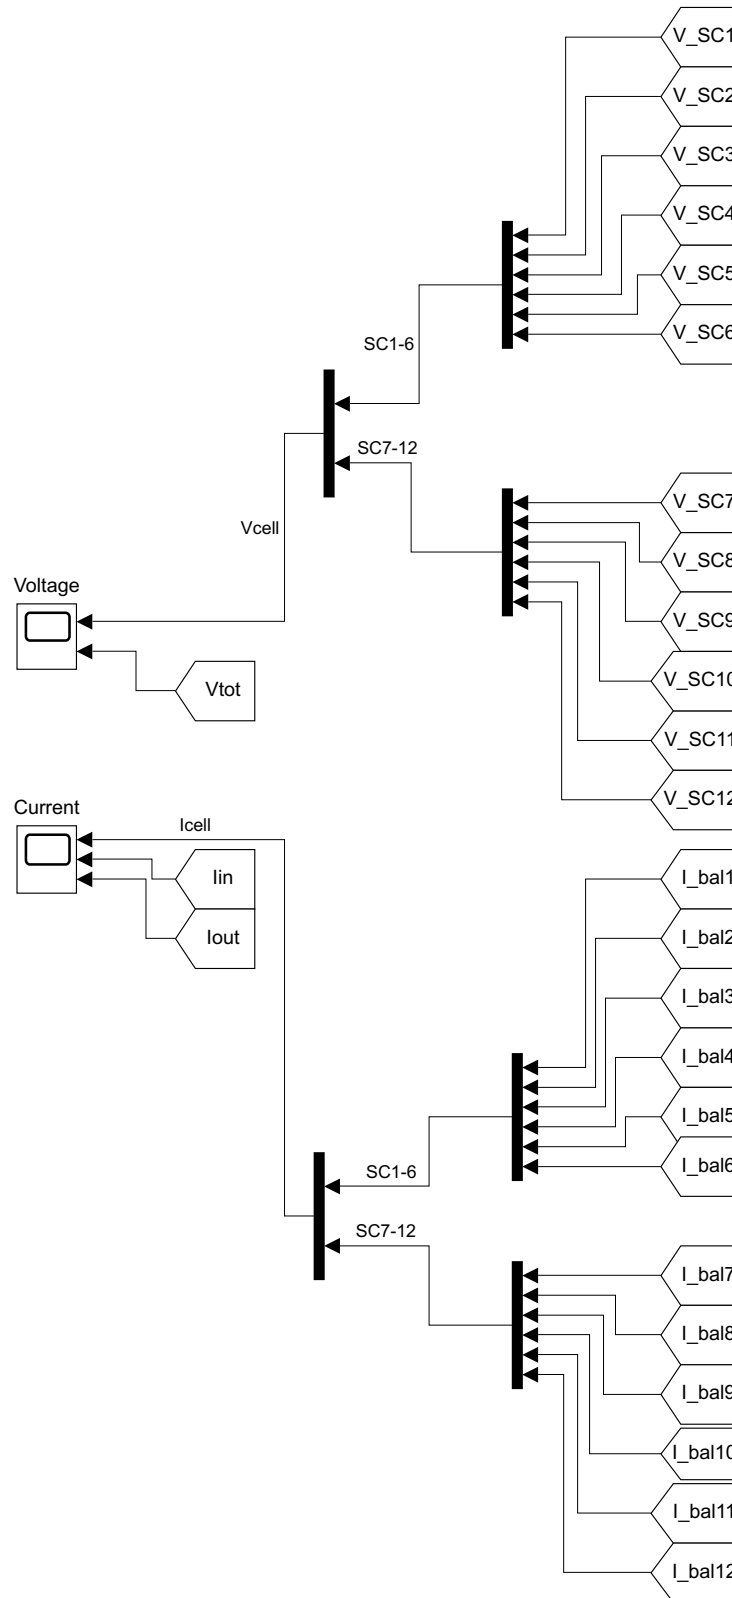 V_SC1
V_SC2
V_SC3
V_SC4
V_SC5
V_SC6
SC1-6
SC7-12
Vcell
V_SC7
V_SC8
V_SC9
V_SC10
V_SC11
V_SC12
Voltage
Vtot
Current
Icell
Iin
Iout
I_bal1
I_bal2
I_bal3
I_bal4
I_bal5
I_bal6
SC1-6
SC7-12
I_bal7
I_bal8
I_bal9
I_bal10
I_bal11
I_bal12